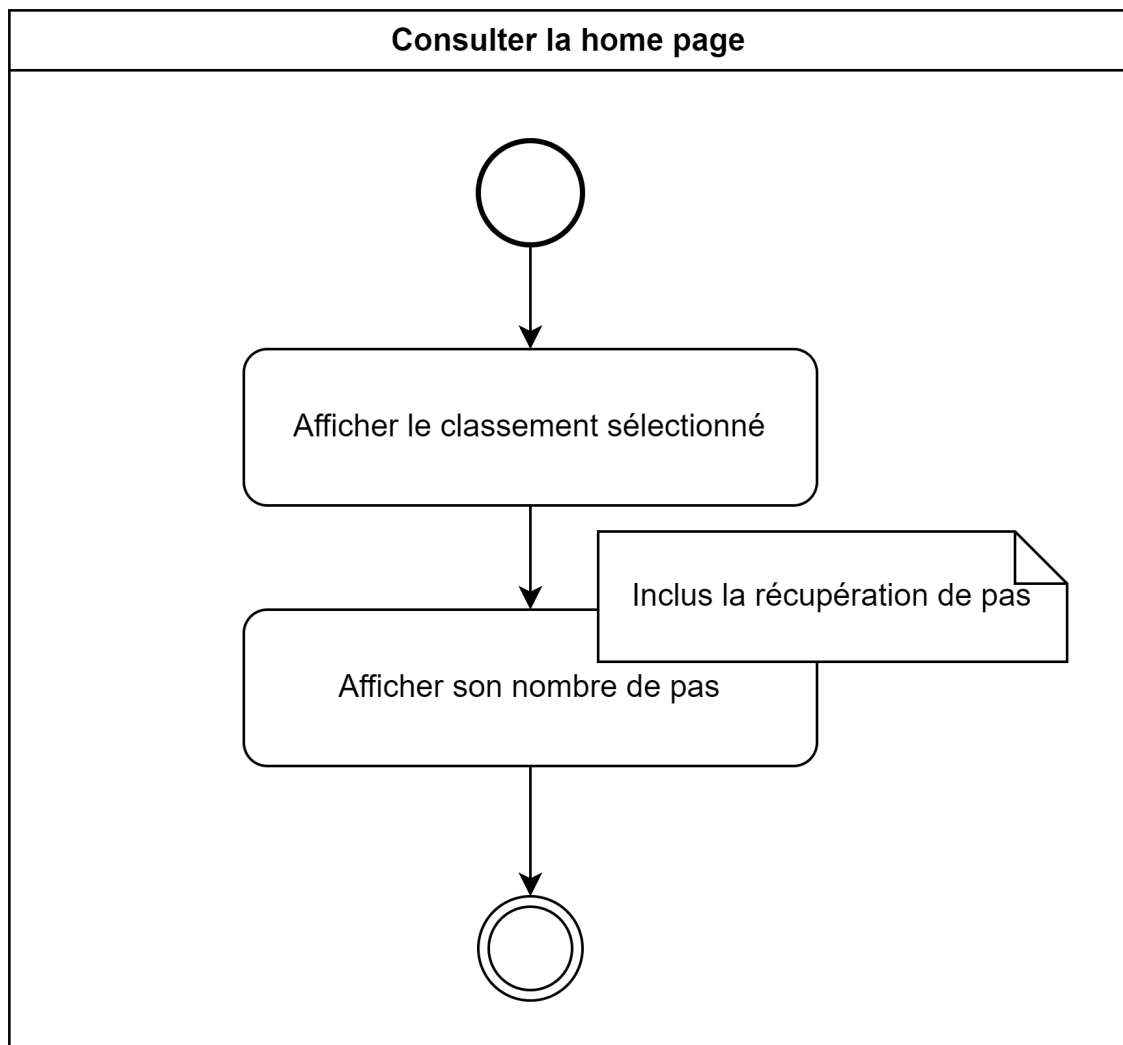 Consulter la home page
Afficher le classement sélectionné
Inclus la récupération de pas
Afficher son nombre de pas